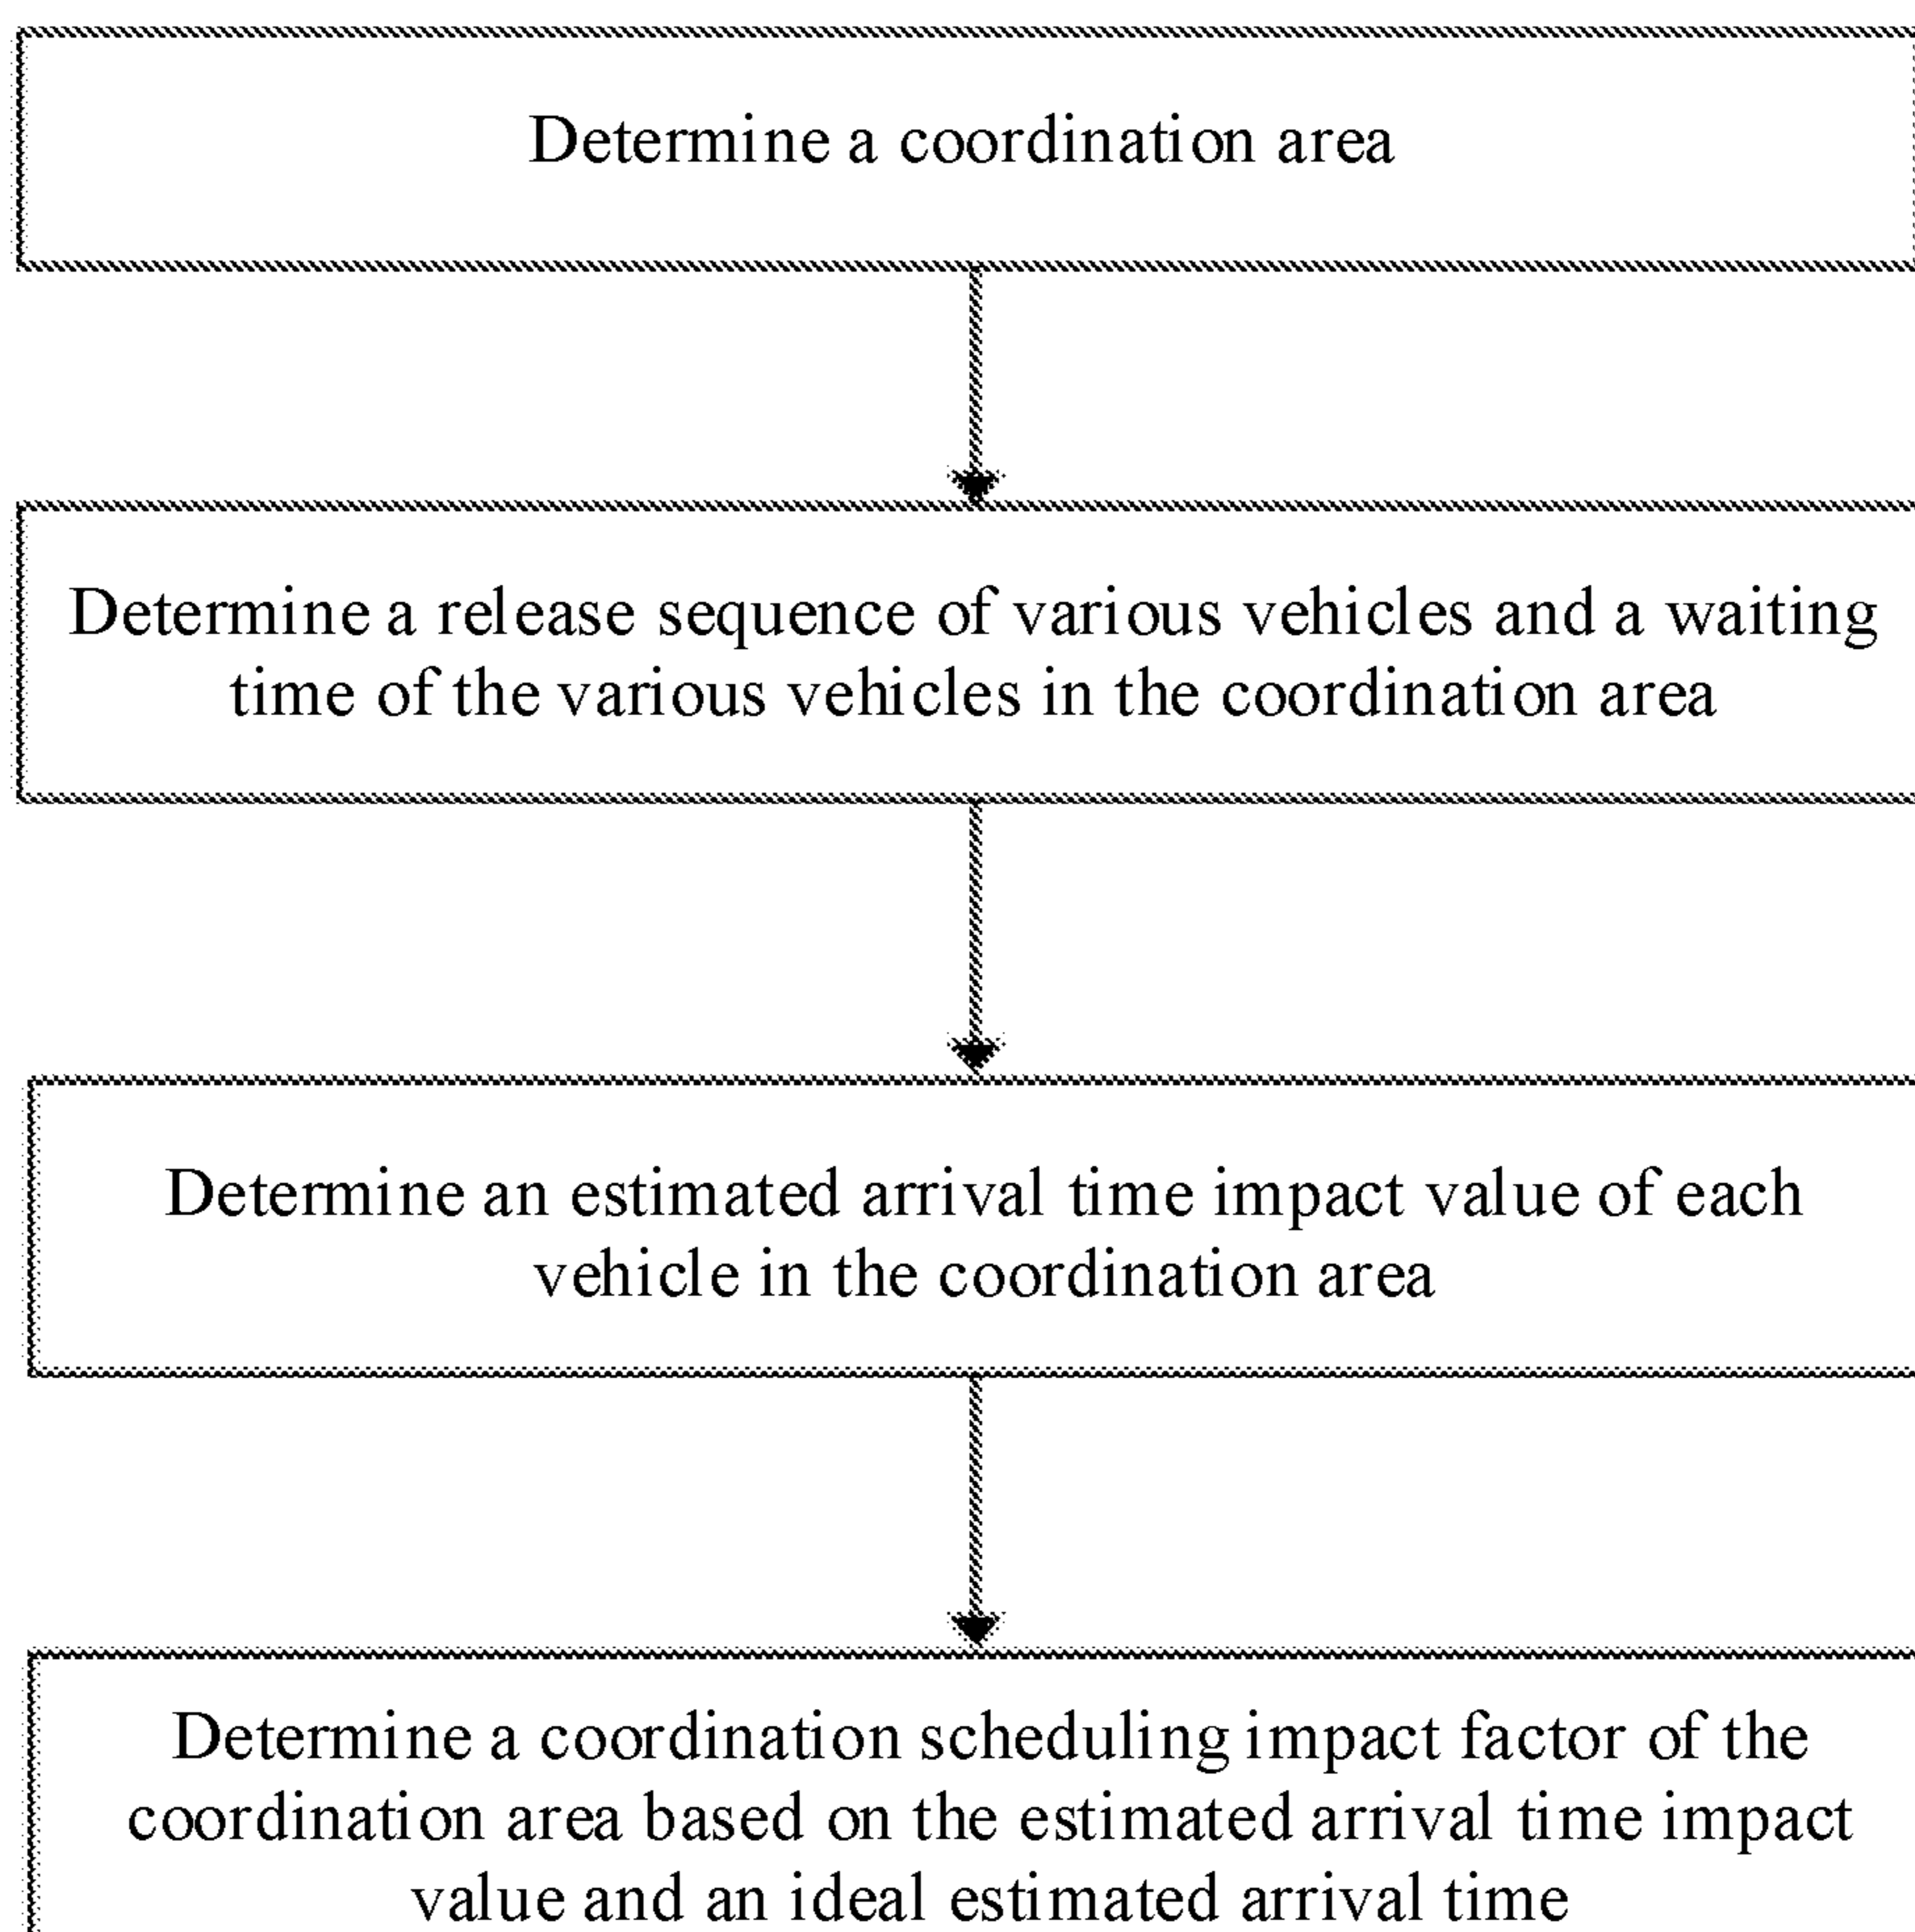 Determine a coordination area
Determine a release sequence of various vehicles and a waiting
time of the various vehicles in the coordination area
Determine an estimated arrival time impact value of each
vehicle in the coordination area
Determine a coordination scheduling impact factor of the
coordination area based on the estimated arrival time impact
value and an ideal estimated arrival time